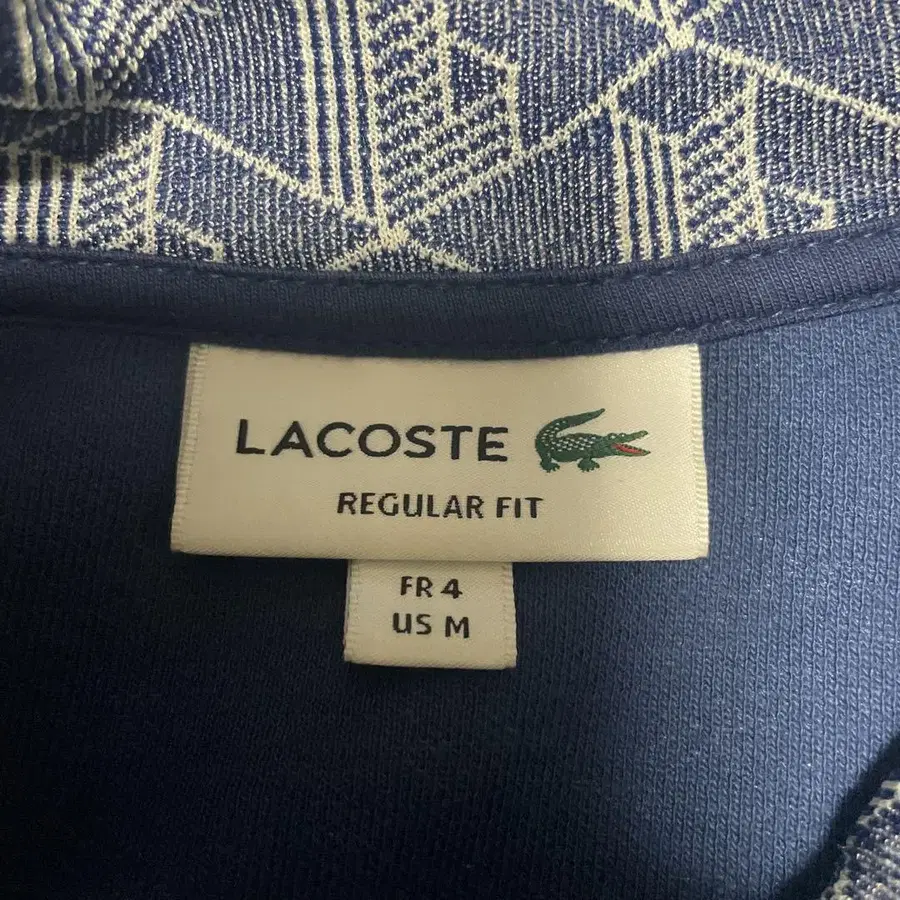 LACOSTE
REGULAR FIT
FR 4
US M